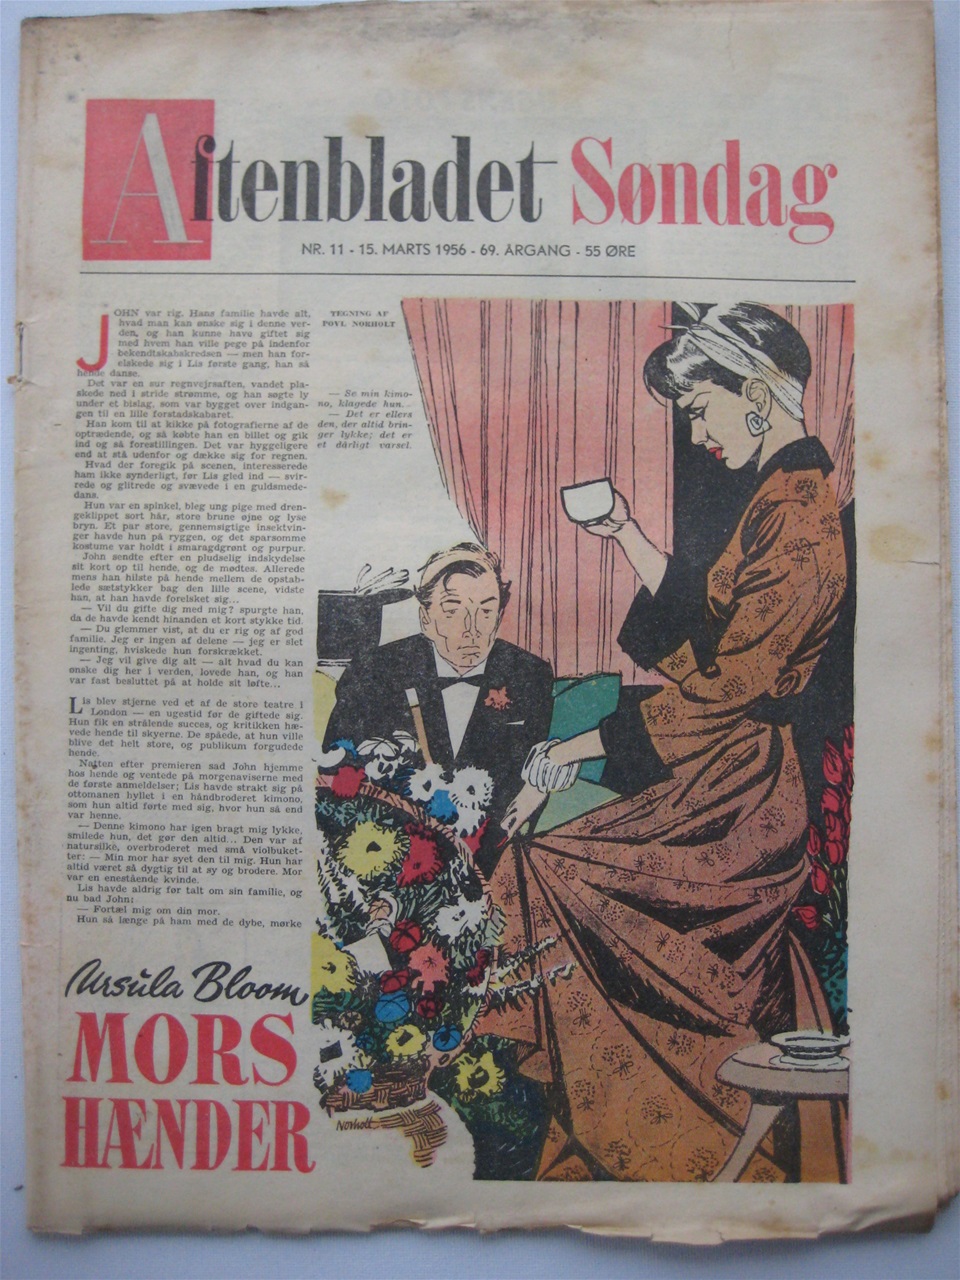 Aftenbladet Søndag
NR. 11 - 15. MARTS 1956 - 69. ÅRGANG - 55 ØRE
JOHN var rig. Hans familie havde alt,
hvad man kan ønske sig i denne ver-
den, og han kunne have giftet sig
med hvem han ville pege på indenfor
bekendtskabskredsen — men han for-
elskede sig i Lis første gang, han så
hende danse.
Det var en sur regnvejrsaften, vandet pla-
skede ned i stride strømme, og han søgte ly
under et bislag, som var bygget over indgan-
gen til en lille forstadskabaret.
Han kom til at kikke på fotografierne af de
optrædende, og så købte han en billet og gik
ind og så forestillingen. Det var hyggeligere
end at stå udenfor og dække sig for regnen.
Hvad der foregik på scenen, interesserede
ham ikke synderligt, før Lis gled ind — svir-
rede og glitrede og svævede i en guldsmede-
dans.
Hun var en spinkel, bleg ung pige med dren-
geklippet sort hår, store brune øjne og lyse
bryn. Et par store, gennemsigtige insektvin-
ger havde hun på ryggen, og det sparsomme
kostume var holdt i smaragdgrønt og purpur.
John sendte efter en pludselig indskydelse
sit kort op til hende, og de mødtes. Allerede
mens han hilste på hende mellem de opstab-
lede sætstykker bag den lille scene, vidste
han, at han havde forelsket sig...
— Vil du gifte dig med mig? spurgte han,
da de havde kendt hinanden et kort stykke tid.
— Du glemmer vist, at du er rig og af god
familie. Jeg er ingen af delene — jeg er slet
ingenting, hviskede hun forskrækket.
— Jeg vil give dig alt — alt hvad du kan
ønske dig her i verden, lovede han, og han
var fast besluttet på at holde sit løfte...
Lis blev stjerne ved et af de store teatre i
London — en ugestid før de giftede sig.
Hun fik en strålende succes, og kritikken hæ-
vede hende til skyerne. De spåede, at hun ville
blive det helt store, og publikum forgudede
hende.
Natten efter premieren sad John hjemme
hos hende og ventede på morgenaviserne med
de første anmeldelser; Lis havde strakt sig på
ottomanen hyllet i en håndbroderet kimono,
som hun altid førte med sig, hvor hun så end
var henne.
— Denne kimono har igen bragt mig lykke,
smilede hun, det gør den altid... Den var af
natursilke, overbroderet med små violbuket-
ter: — Min mor har syet den til mig. Hun har
altid været så dygtig til at sy og brodere. Mor
var en enestående kvinde.
Lis havde aldrig før talt om sin familie, og
nu bad John:
— Fortæl mig om din mor.
Hun så længe på ham med de dybe, mørke
TEGNING AF
POVL NORHOLT
— Se min kimo-
no, klagede hun...
— Det er ellers
den, der altid brin-
ger lykke; det er
et dårligt varsel.
Ursula Bloom
MORS
HÆNDER
Norholt